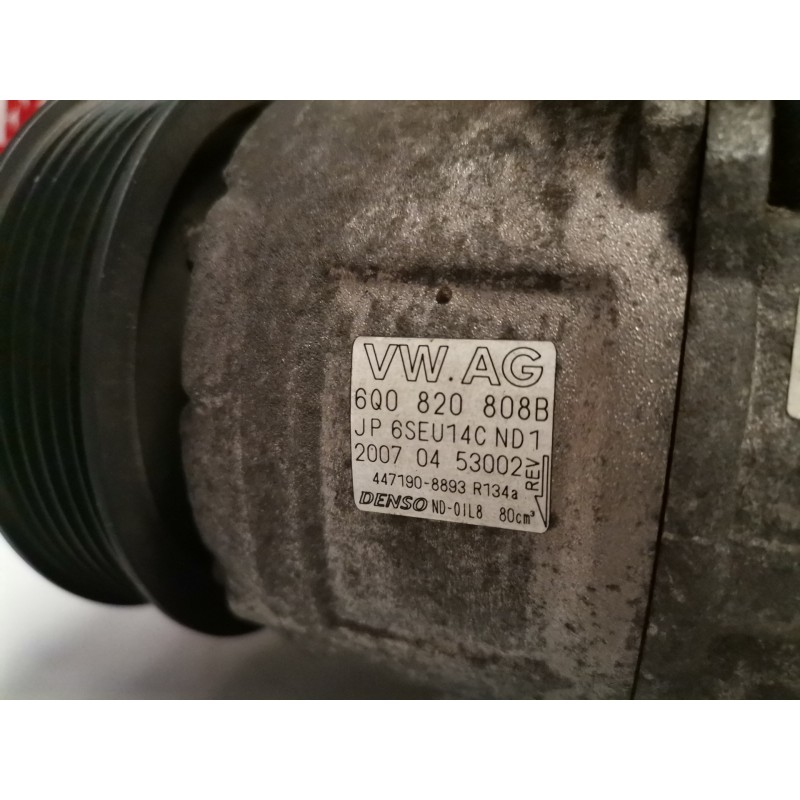 VW.AG
6Q0 820 808B
JP 6SEU14C ND1
2007 04 53002
REV
447190-8893 R134a
DENSO ND-OIL8 80cm³